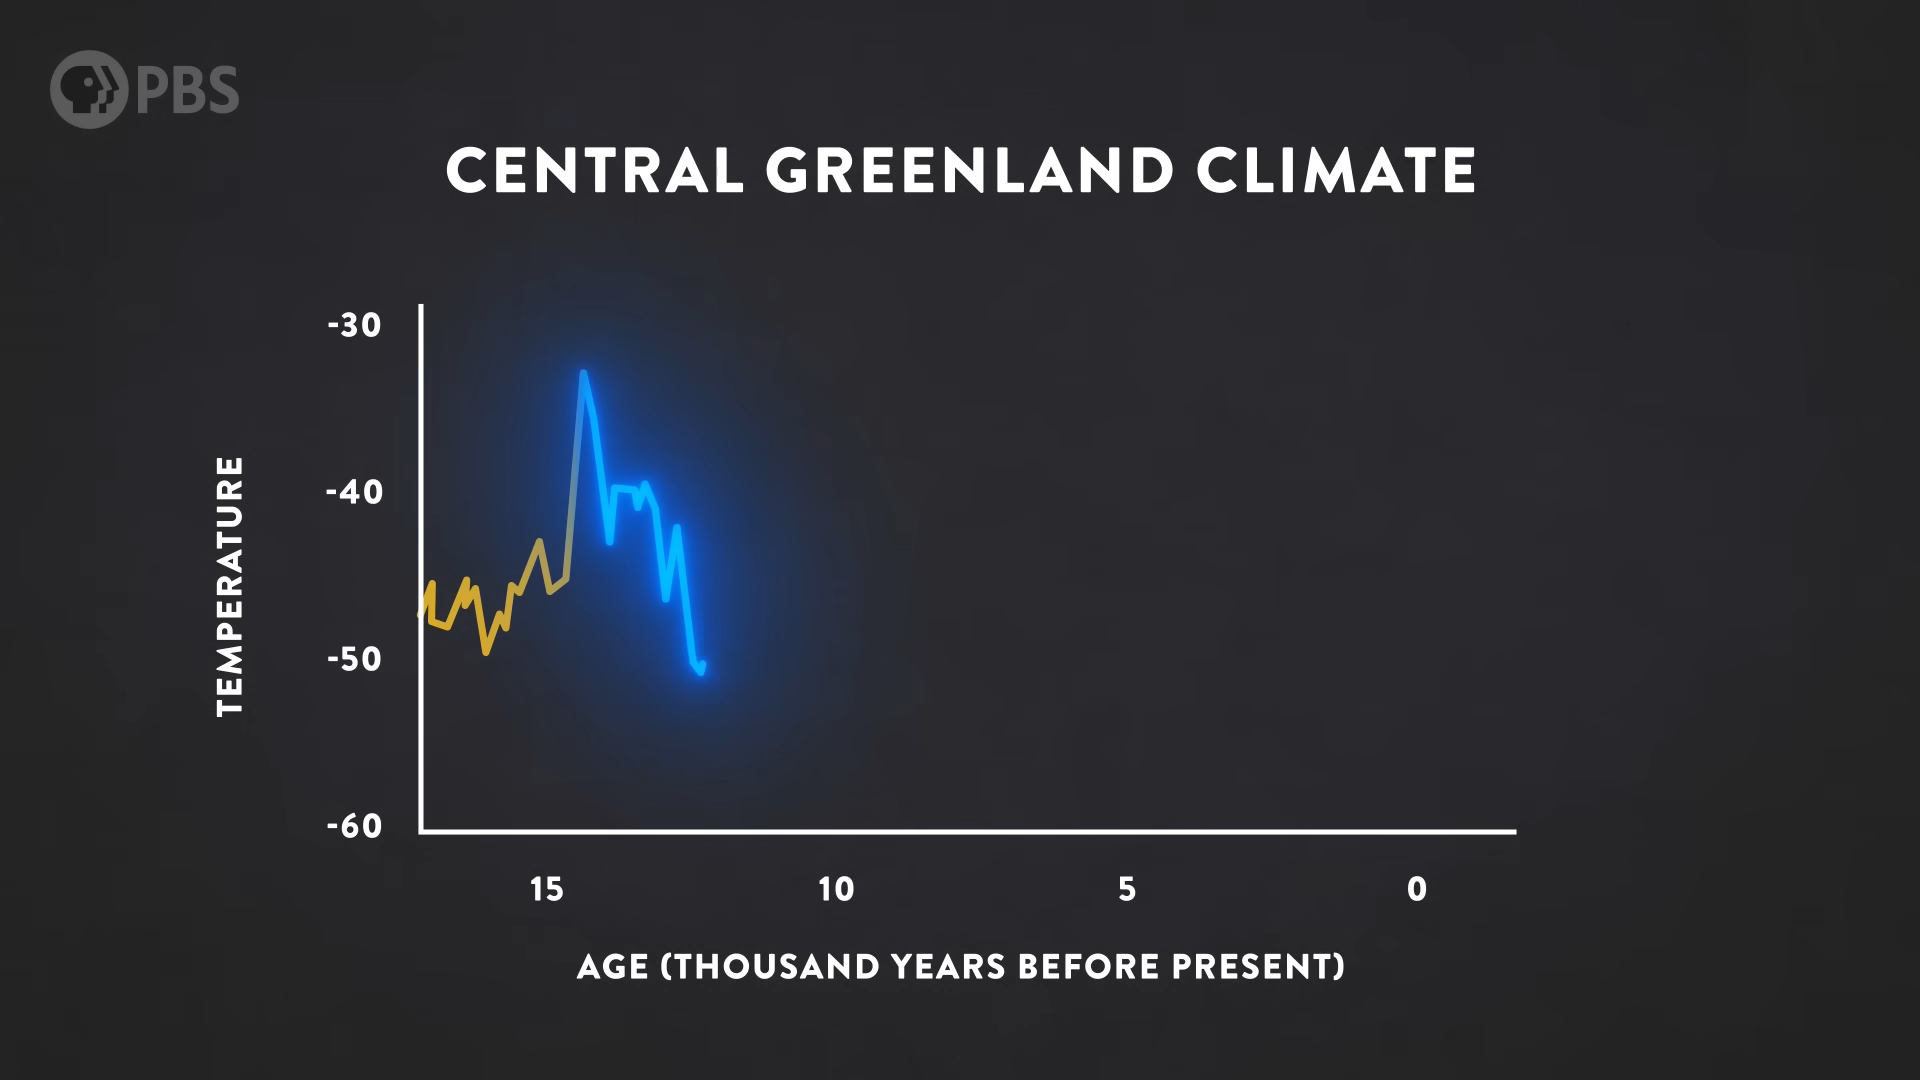 PBS
CENTRAL GREENLAND CLIMATE
-30
-40
-50
-60
TEMPERATURE
15 10 5 0
AGE (THOUSAND YEARS BEFORE PRESENT)